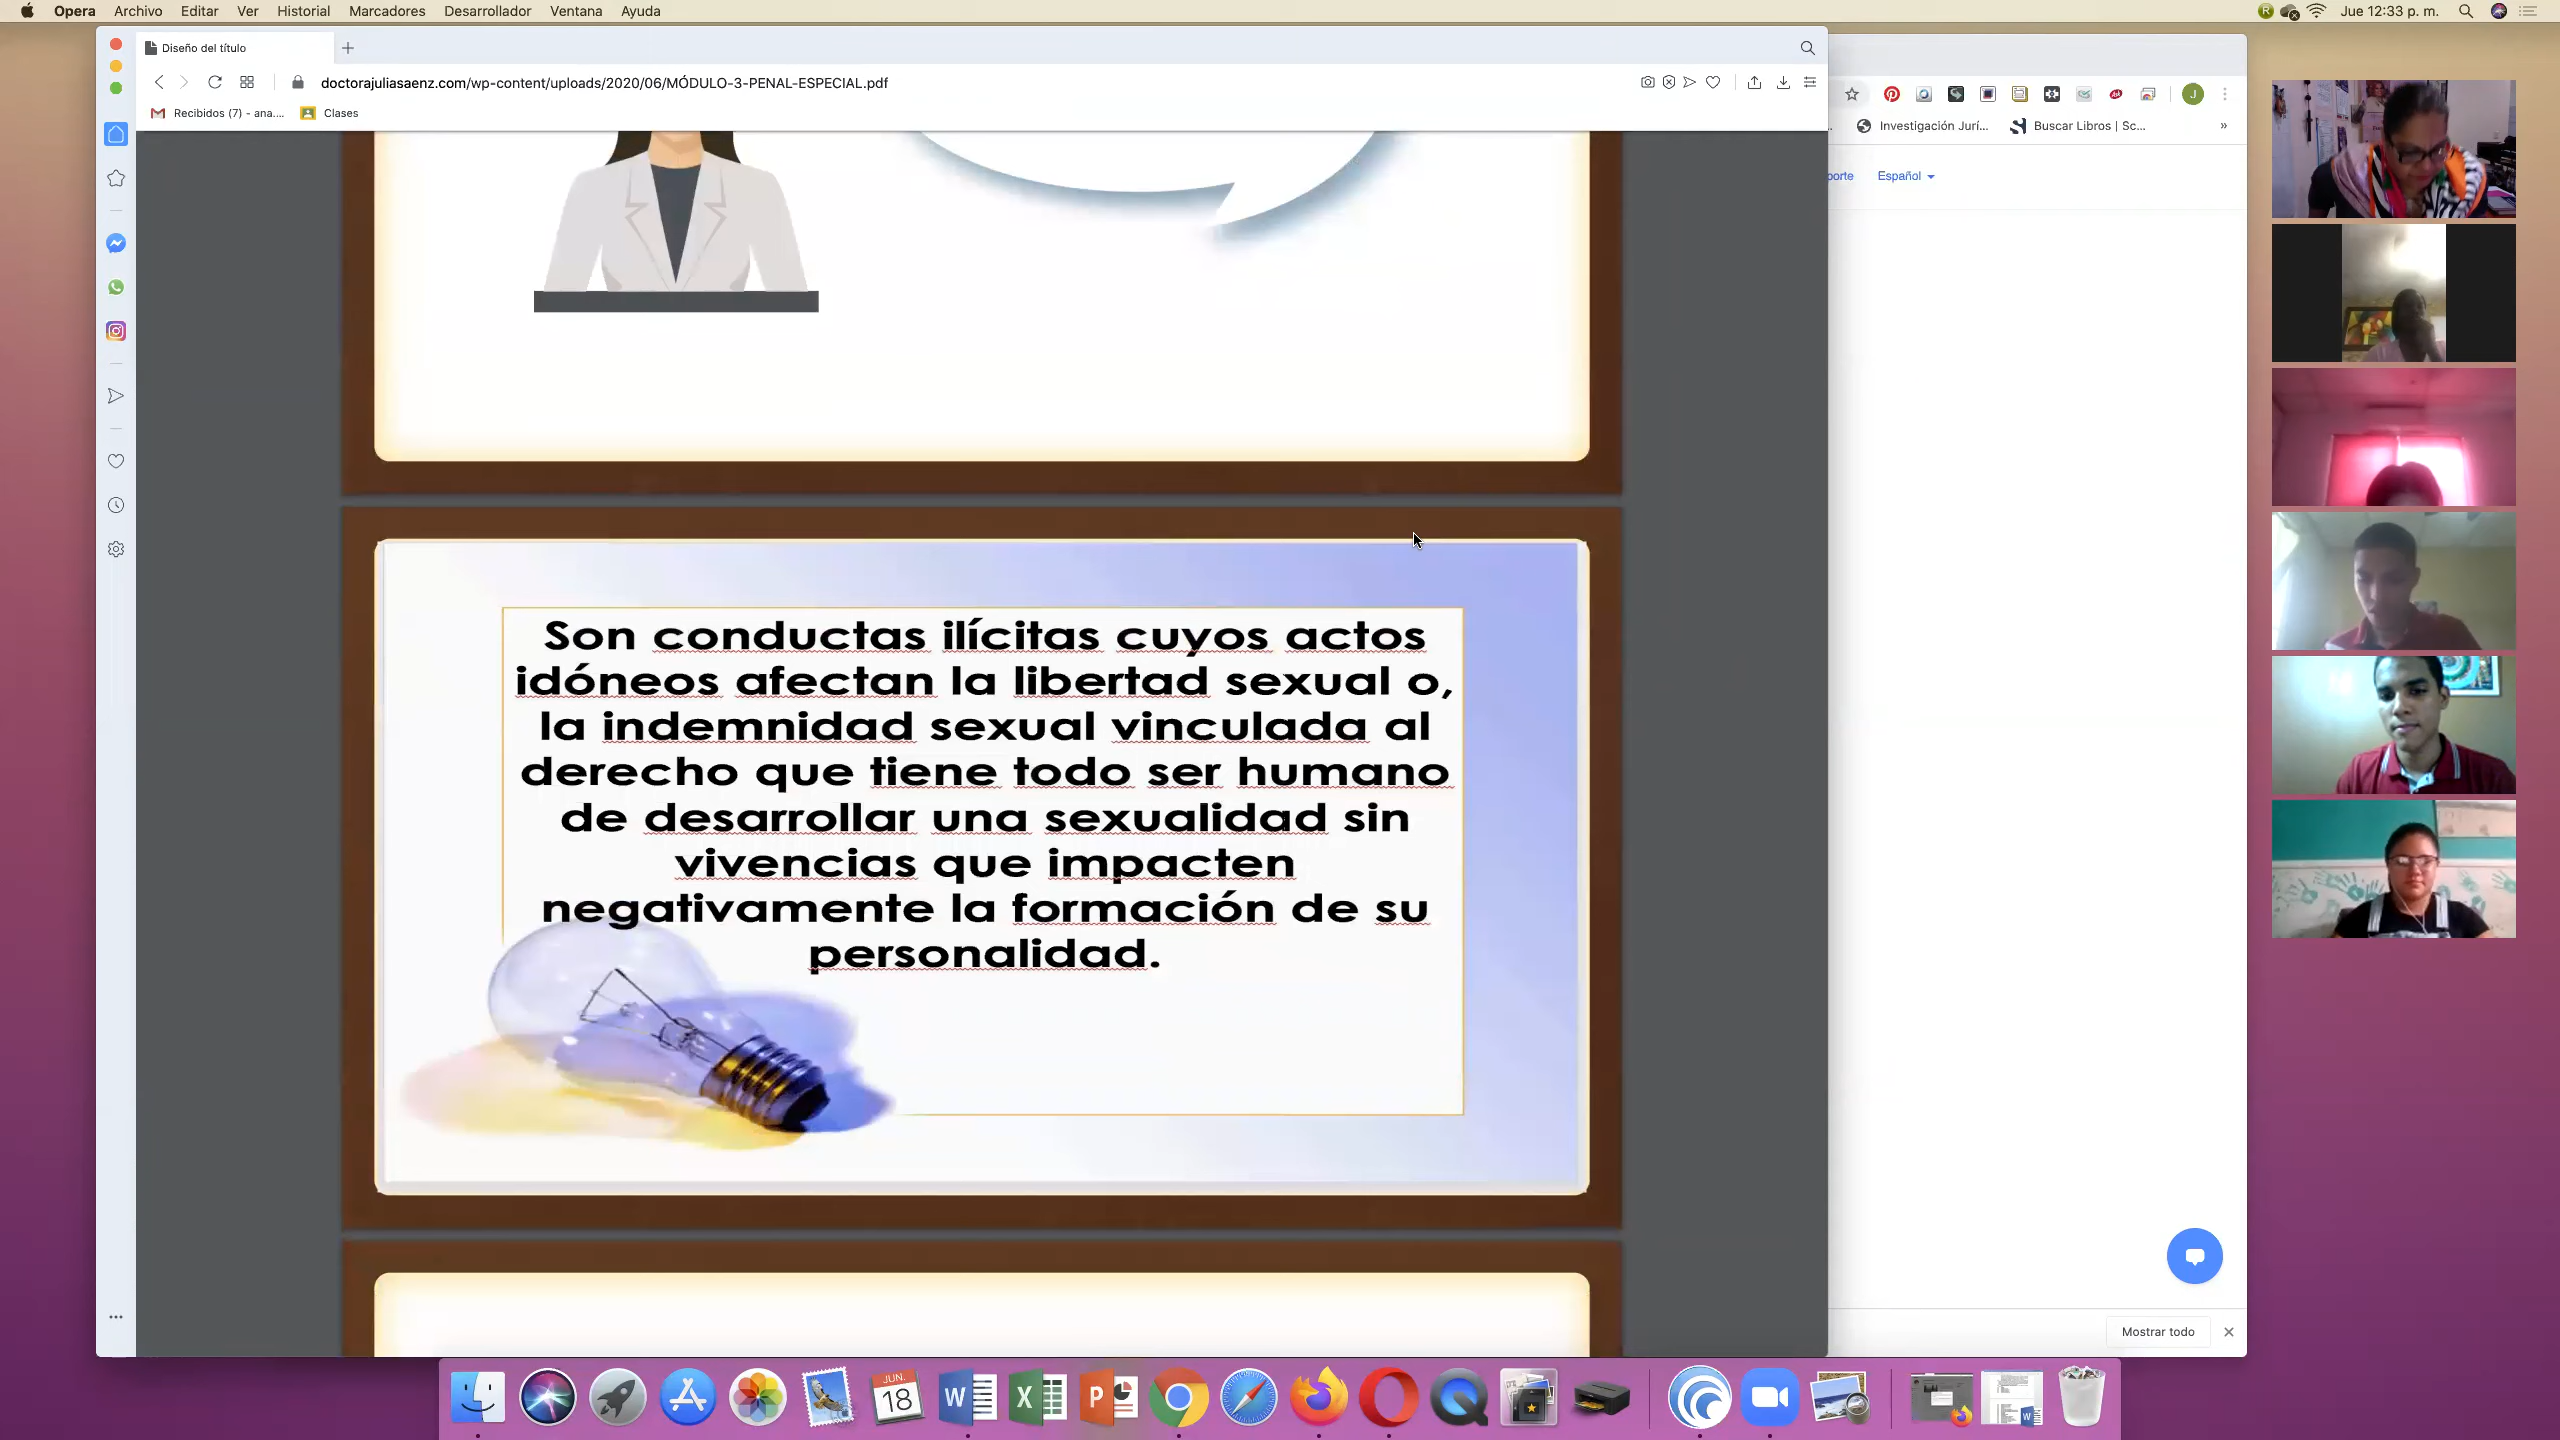 Opera Archivo Editar Ver Historial Marcadores Desarrollador Ventana Ayuda
Jue 12:33 p. m.
Diseño del título
doctorajuliasaenz.com/wp-content/uploads/2020/06/MÓDULO-3-PENAL-ESPECIAL.pdf
Recibidos (7) - ana.... Clases
J
Investigación Jurí... Buscar Libros | Sc... »
porte Español
Son conductas ilícitas cuyos actos
idóneos afectan la libertad sexual o,
la indemnidad sexual vinculada al
derecho que tiene todo ser humano
de desarrollar una sexualidad sin
vivencias que impacten
negativamente la formación de su
personalidad.
Mostrar todo
JUN.
18